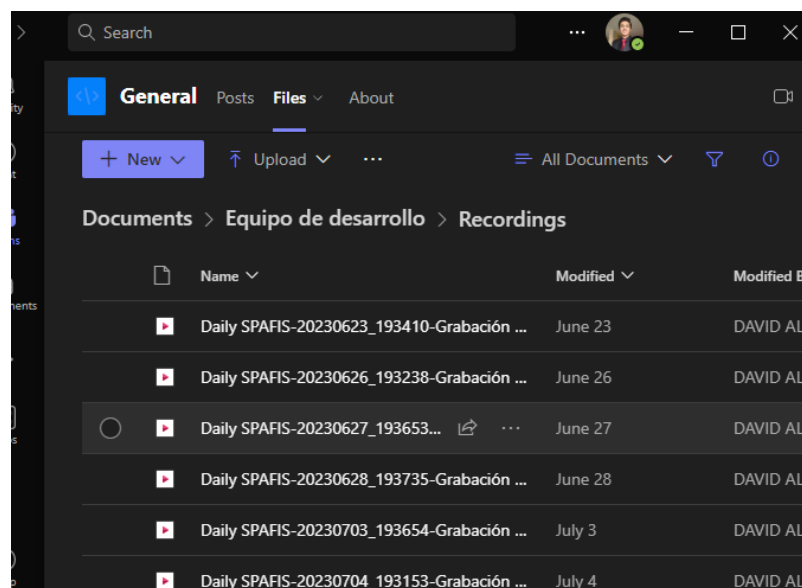 Search
General Posts Files About
New Upload ... All Documents
Documents > Equipo de desarrollo > Recordings
Name Modified Modified B
Daily SPAFIS-20230623_193410-Grabación ... June 23 DAVID AL
Daily SPAFIS-20230626_193238-Grabación ... June 26 DAVID AL
Daily SPAFIS-20230627_193653... ... June 27 DAVID AL
Daily SPAFIS-20230628_193735-Grabación ... June 28 DAVID AL
Daily SPAFIS-20230703_193654-Grabación ... July 3 DAVID AL
Daily SPAFIS-20230704_193153-Grabación ... July 4 DAVID AL